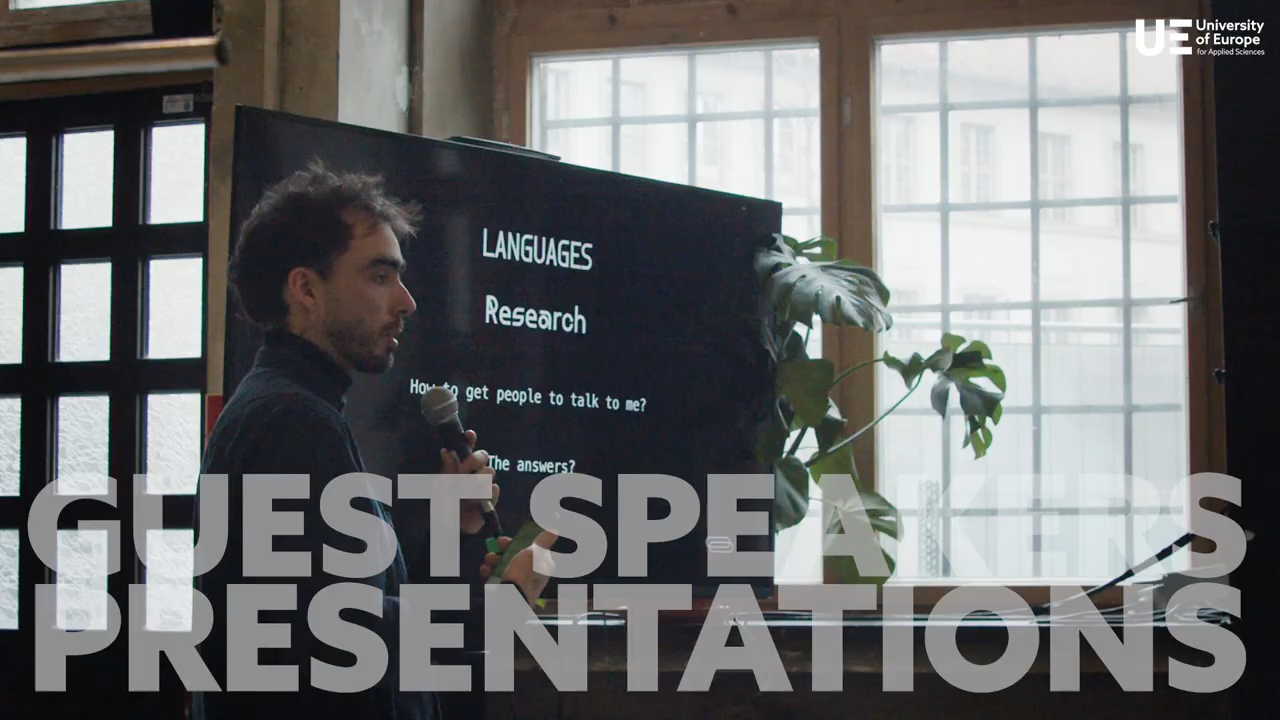 UE University
of Europe
for Applied Sciences
LANGUAGES
Research
How to get people to talk to me?
The answers?
GUEST SPEAKERS
PRESENTATIONS